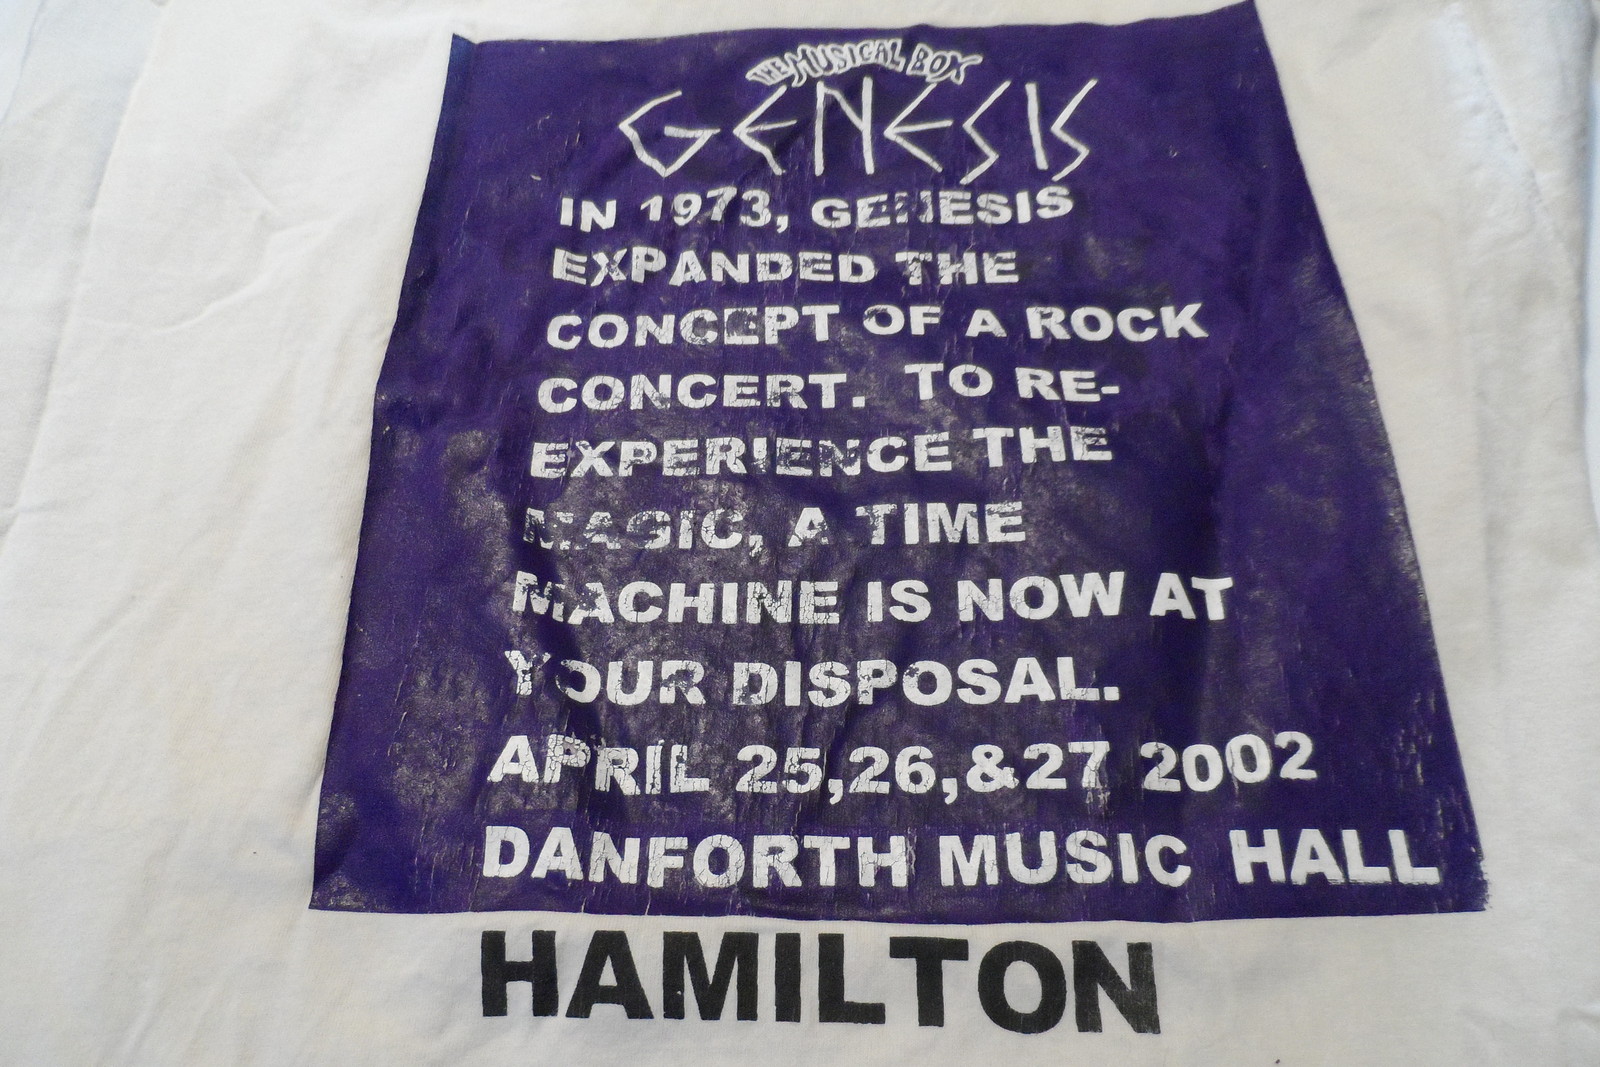 THE MUSICAL BOX
GENESIS
IN 1973, GENESIS
EXPANDED THE
CONCEPT OF A ROCK
CONCERT. TO RE-
EXPERIENCE THE
MAGIC, A TIME
MACHINE IS NOW AT
YOUR DISPOSAL.
APRIL 25,26,&27 2002
DANFORTH MUSIC HALL
HAMILTON